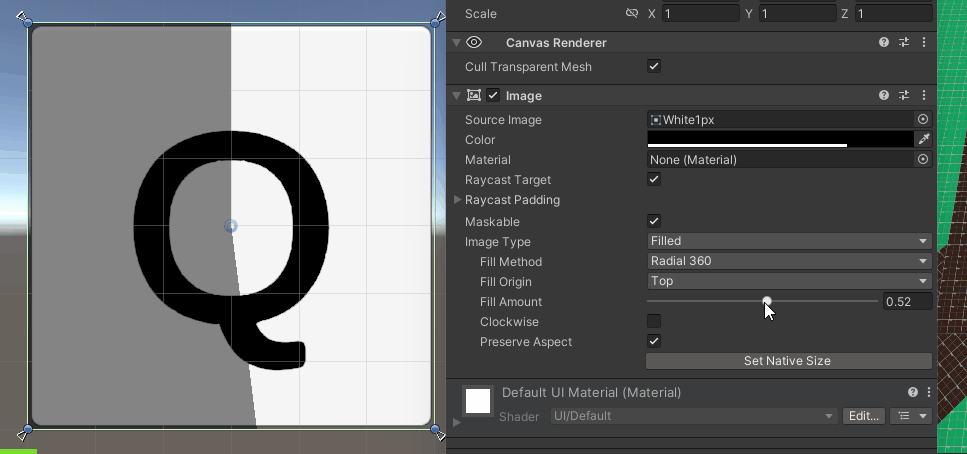 Q
Scale X 1 Y 1 Z 1
Canvas Renderer
Cull Transparent Mesh
Image
Source Image White1px
Color
Material None (Material)
Raycast Target
Raycast Padding
Maskable
Image Type Filled
Fill Method Radial 360
Fill Origin Top
Fill Amount 0.52
Clockwise
Preserve Aspect
Set Native Size
Default UI Material (Material)
Shader UI/Default Edit...